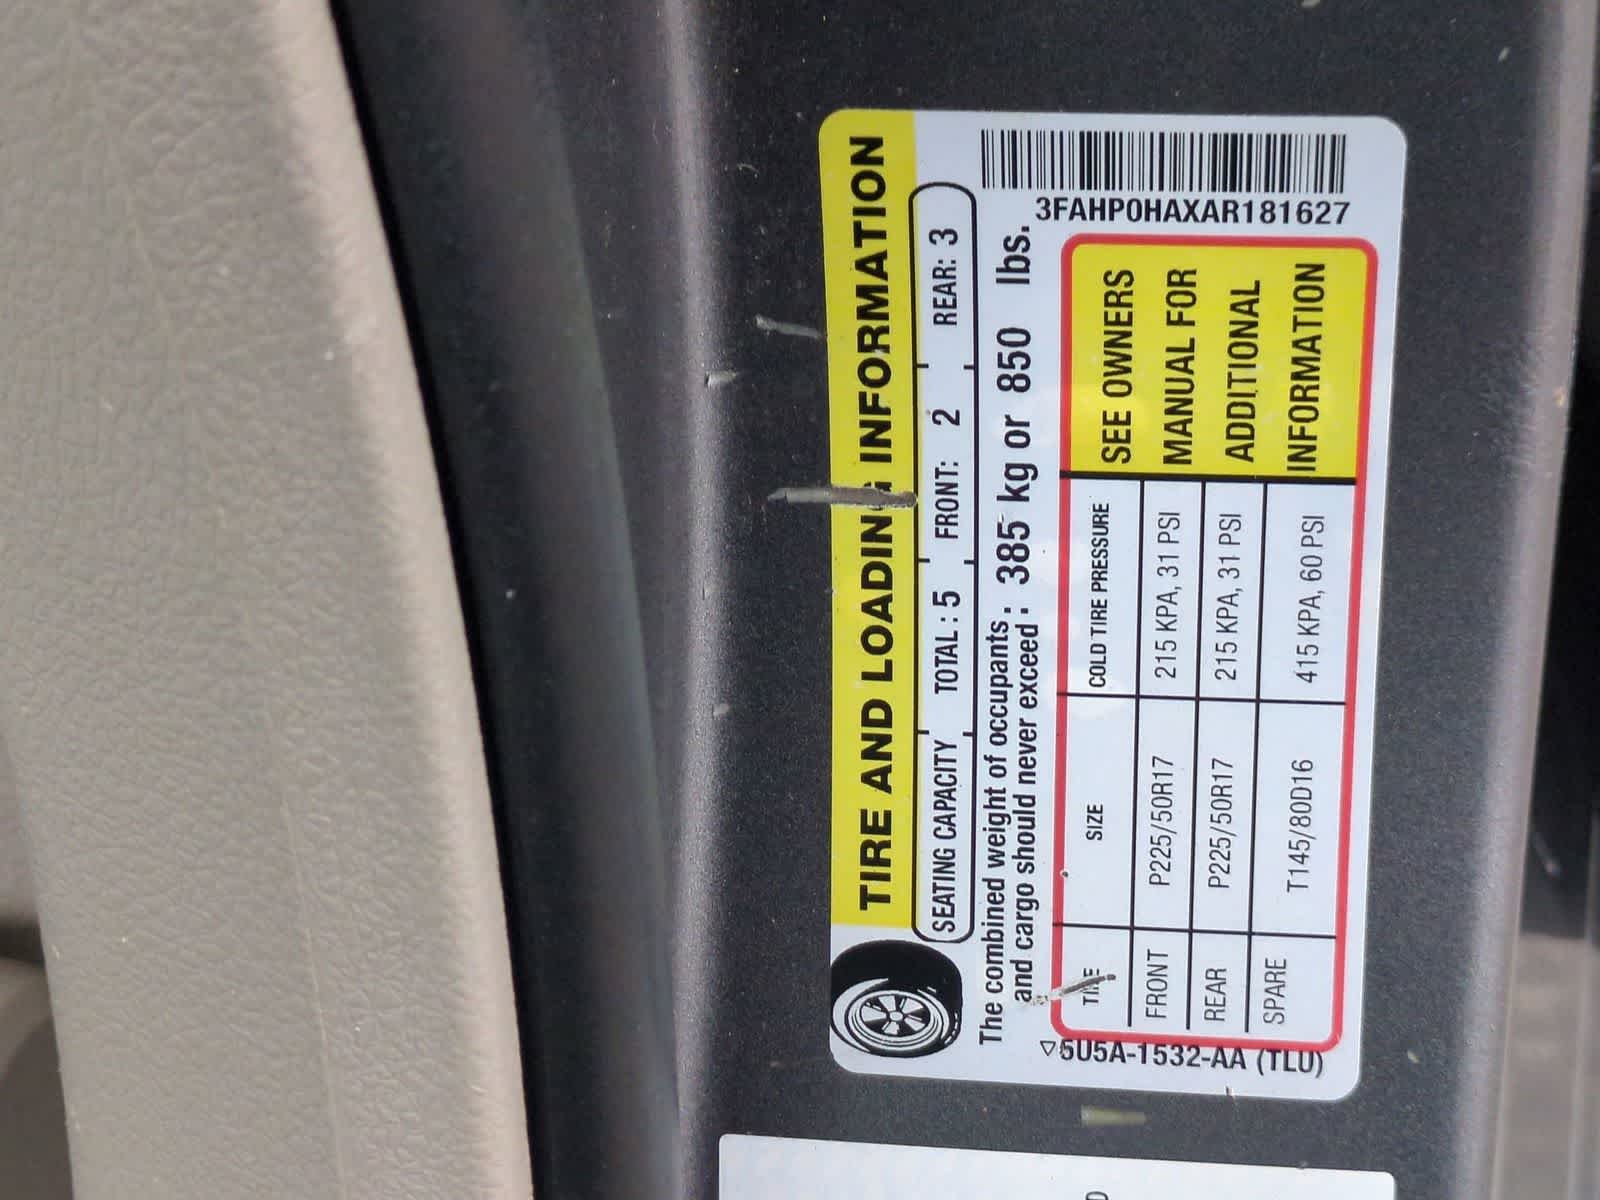 TIRE AND LOADING INFORMATION
SEATING CAPACITY TOTAL : 5 FRONT: 2 REAR: 3
The combined weight of occupants and cargo should never exceed : 385 kg or 850 lbs.
3FAHP0HAXAR181627
TIRE SIZE COLD TIRE PRESSURE
FRONT P225/50R17 215 KPA, 31 PSI
REAR P225/50R17 215 KPA, 31 PSI
SPARE T145/80D16 415 KPA, 60 PSI
SEE OWNERS
MANUAL FOR
ADDITIONAL
INFORMATION
5U5A-1532-AA (TLU)